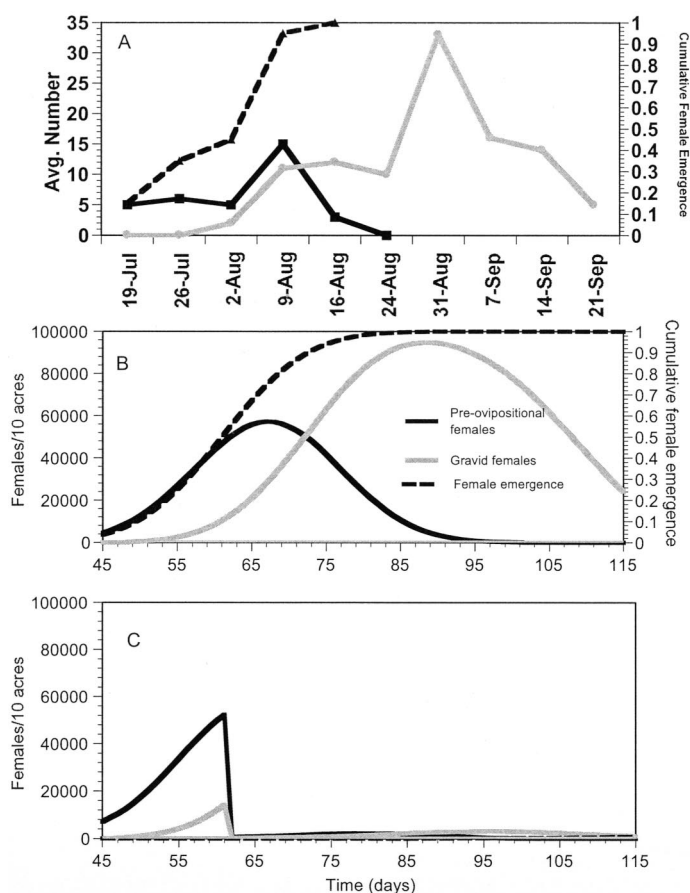 A
Avg. Number
35
30
25
20
15
10
5
0
1
0.9
0.8
0.7
0.6
0.5
0.4
0.3
0.2
0.1
0
Cumulative Female Emergence
19-Jul
26-Jul
2-Aug
9-Aug
16-Aug
24-Aug
31-Aug
7-Sep
14-Sep
21-Sep
B
Females/10 acres
100000
80000
60000
40000
20000
0
Pre-ovipositional
females
Gravid females
Female emergence
1
0.9
0.8
0.7
0.6
0.5
0.4
0.3
0.2
0.1
0
Cumulative female emergence
45 55 65 75 85 95 105 115
C
Females/10 acres
100000
80000
60000
40000
20000
0
45 55 65 75 85 95 105 115
Time (days)